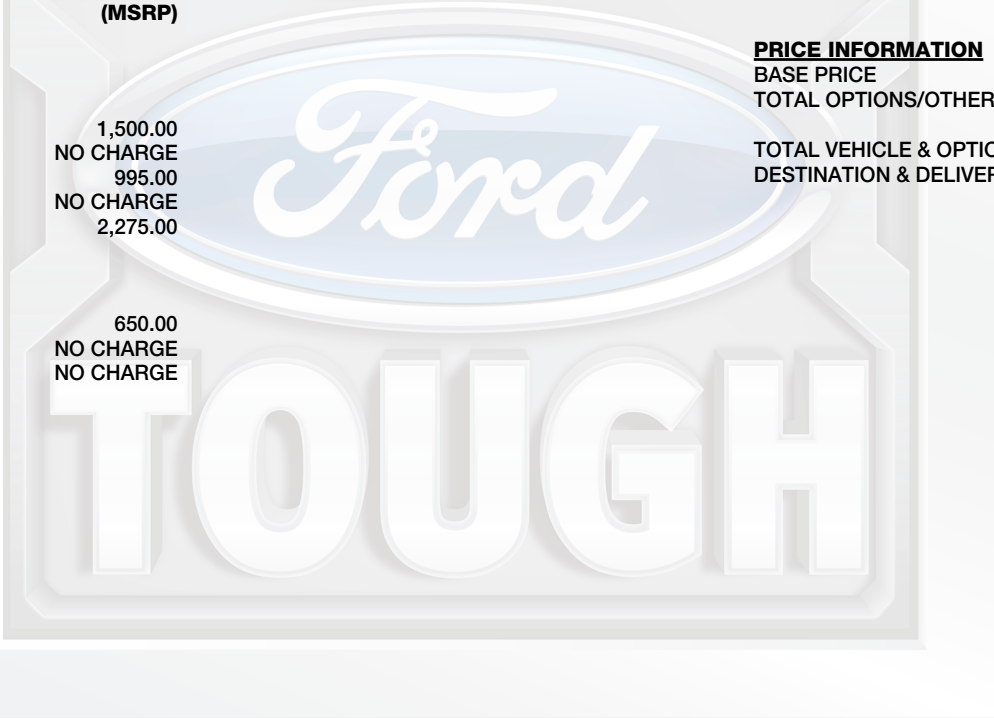 (MSRP)
1,500.00
NO CHARGE
995.00
NO CHARGE
2,275.00
650.00
NO CHARGE
NO CHARGE
PRICE INFORMATION
BASE PRICE
TOTAL OPTIONS/OTHER
TOTAL VEHICLE & OPTIO
DESTINATION & DELIVER
Ford
TOUGH